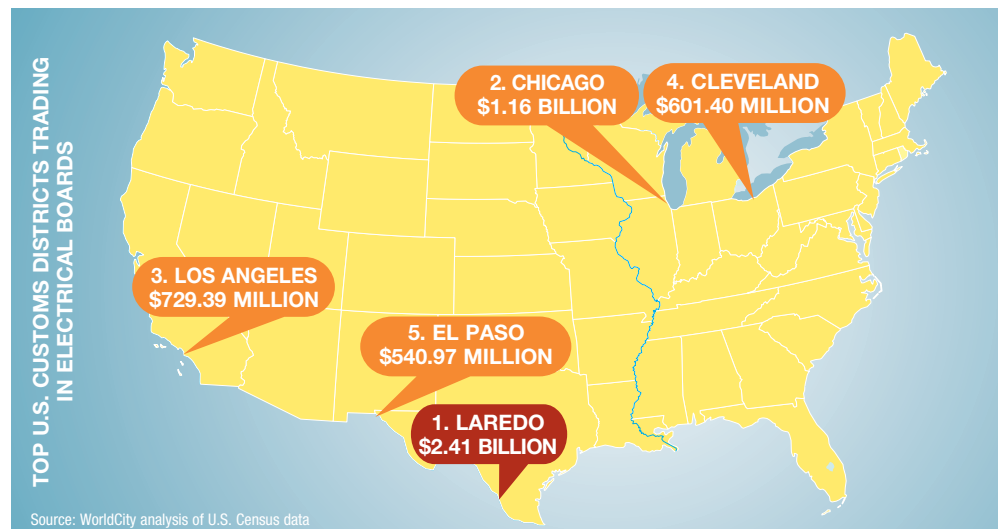 TOP U.S. CUSTOMS DISTRICTS TRADING
IN ELECTRICAL BOARDS
2. CHICAGO
$1.16 BILLION
4. CLEVELAND
$601.40 MILLION
3. LOS ANGELES
$729.39 MILLION
5. EL PASO
$540.97 MILLION
1. LAREDO
$2.41 BILLION
Source: WorldCity analysis of U.S. Census data